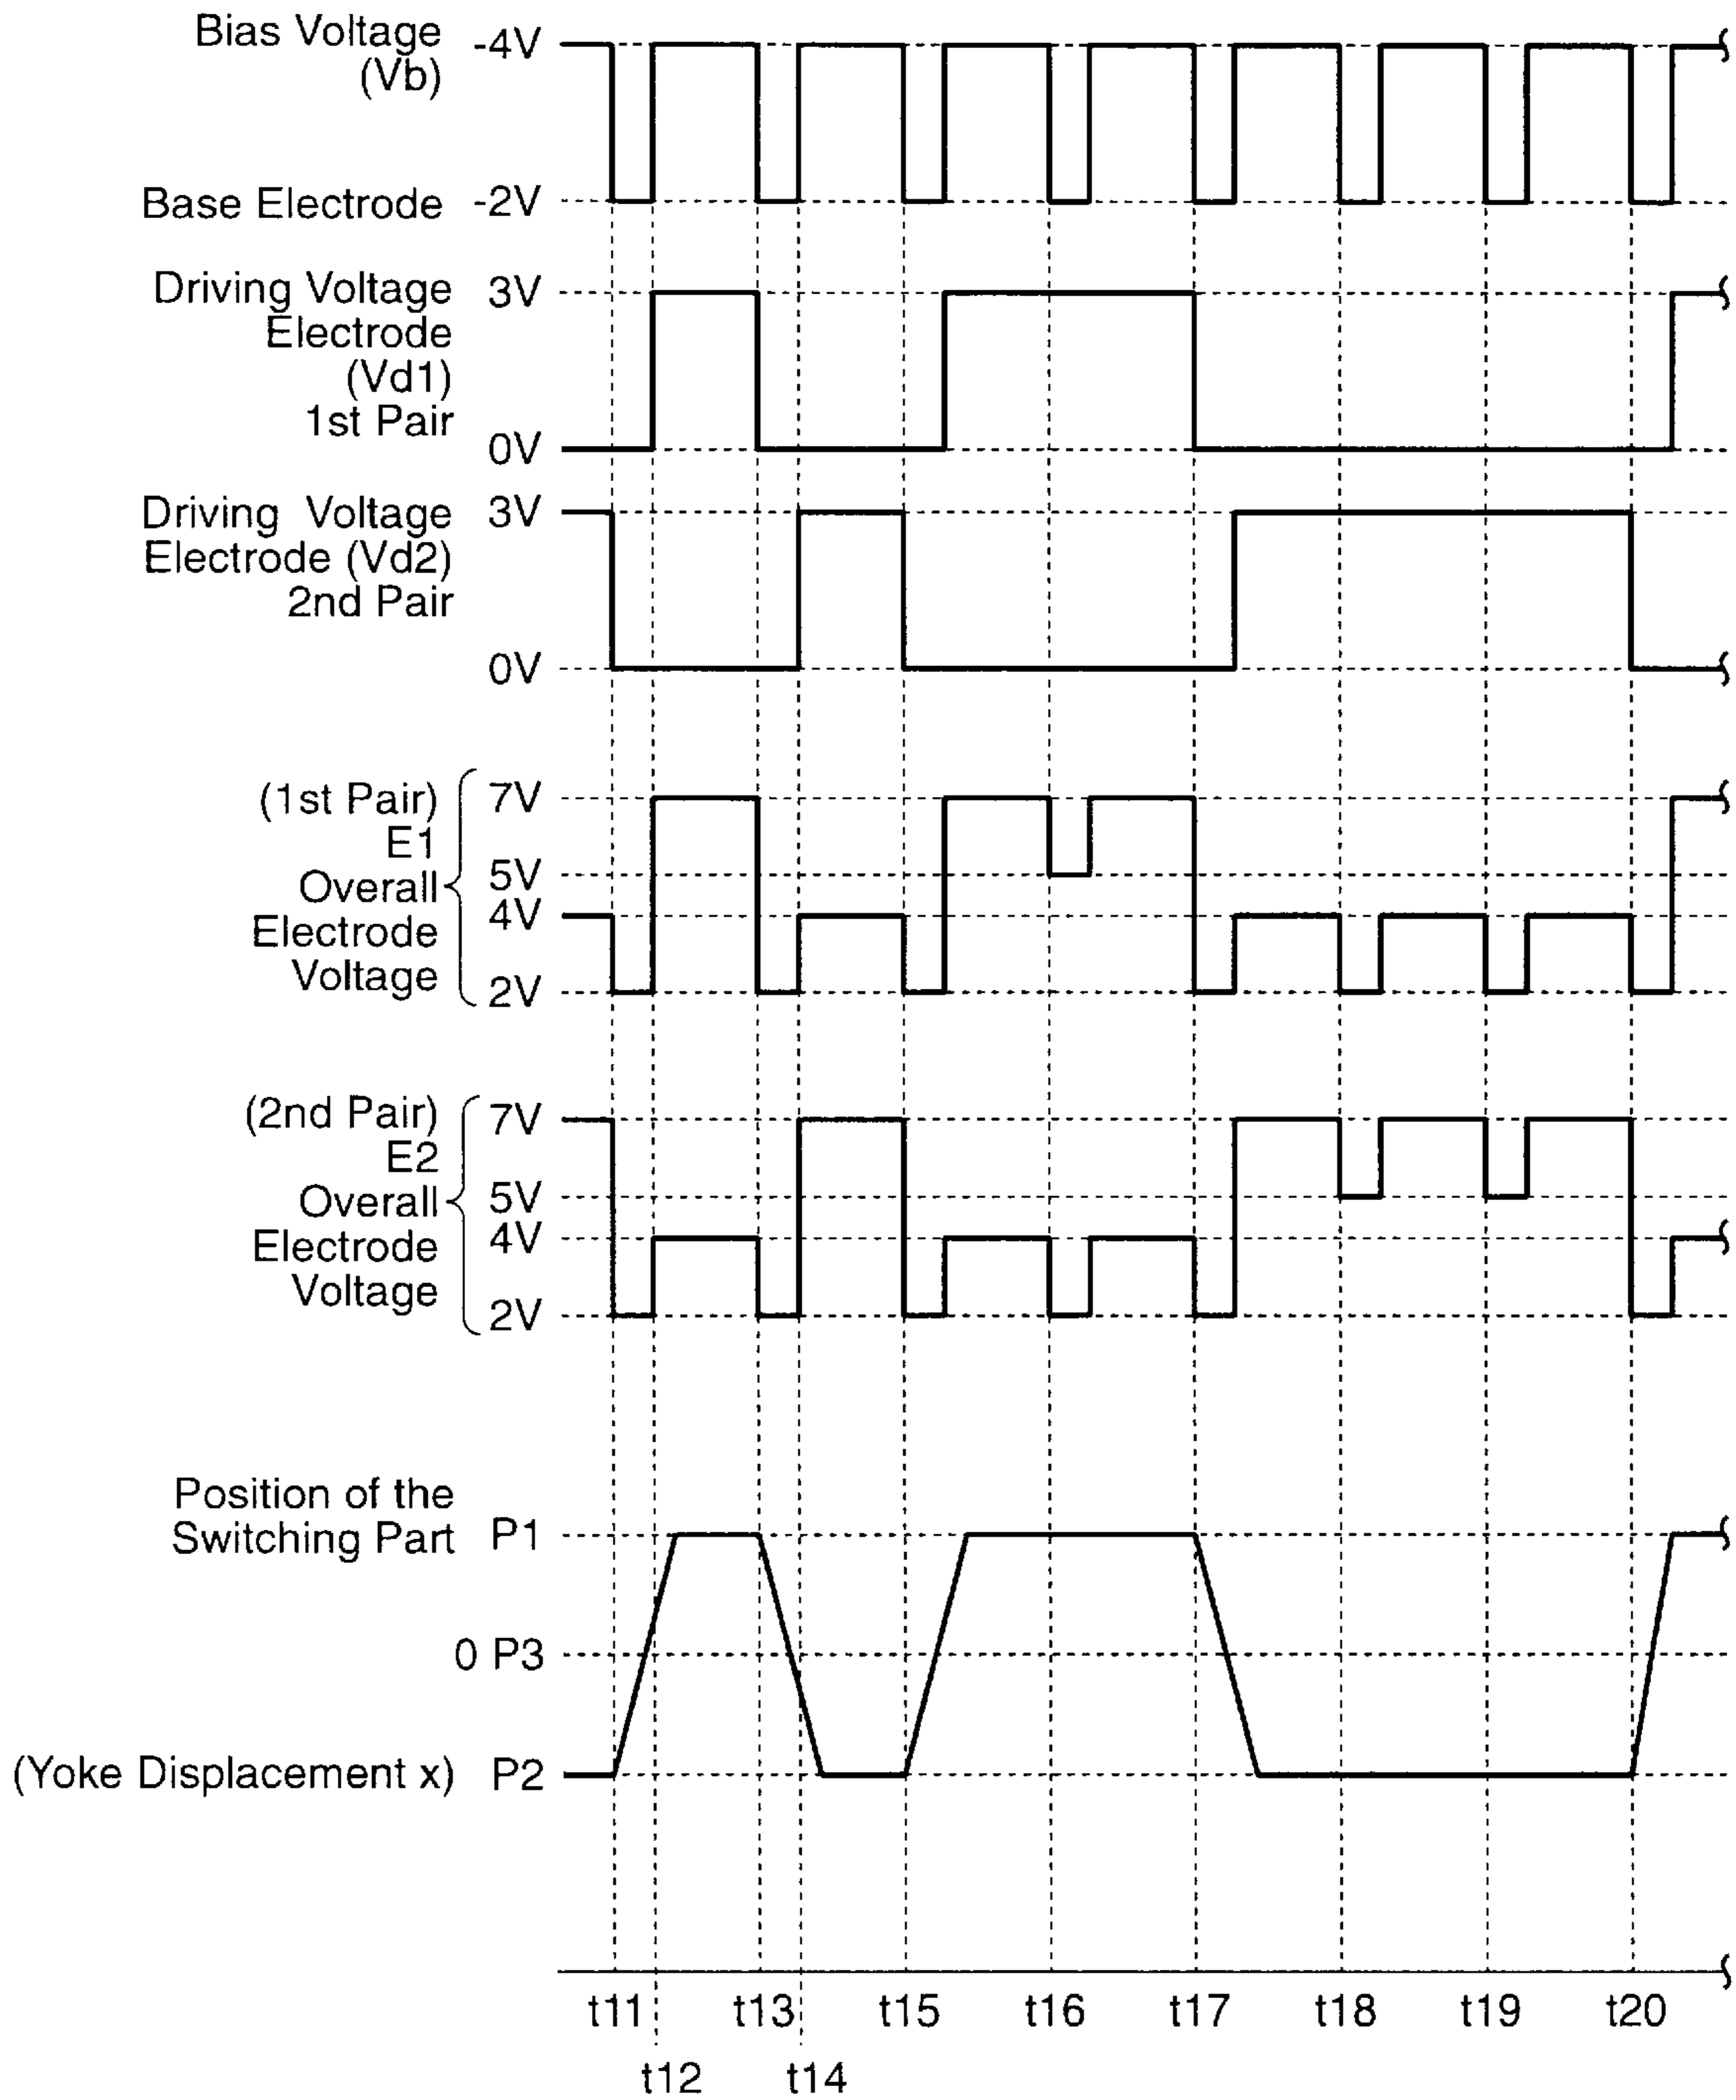 Bias Voltage -4V
(Vb)
Base Electrode -2V
Driving Voltage 3V
Electrode
(Vd1)
1st Pair
0V
Driving Voltage 3V
Electrode (Vd2)
2nd Pair
0V
(1st Pair) 7V
E1
5V
Overall
4V
Electrode
Voltage
2V
(2nd Pair) 7V
E2
5V
Overall
4V
Electrode
Voltage
2V
Position of the
Switching Part P1
0 P3
(Yoke Displacement x) P2
t11 t13 t15 t16 t17 t18 t19 t20
t12 t14